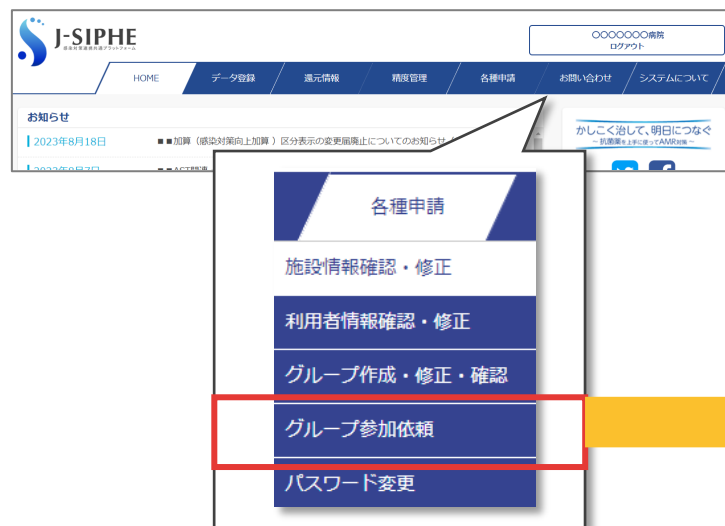 J-SIPHE
感染対策連携共通プラットフォーム
○○○○○○○病院
ログアウト
HOME
データ登録
還元情報
精度管理
各種申請
お問い合わせ
システムについて
お知らせ
2023年8月18日
■■加算（感染対策向上加算 ）区分表示の変更届廃止についてのお知らせ
かしこく治して、明日につなぐ
～抗菌薬を上手に使ってAMR対策～
各種申請
施設情報確認・修正
利用者情報確認・修正
グループ作成・修正・確認
グループ参加依頼
パスワード変更